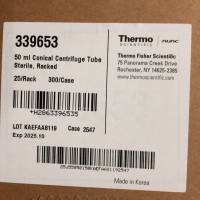 339653
50 ml Conical Centrifuge Tube
Sterile, Racked
25/Rack 300/Case
Thermo
SCIENTIFIC
nunc
Thermo Fisher Scientific
75 Panorama Creek Drive
Rochester, NY 14625-2385
www.thermoscientific.com
+H2863396535
LOT KAEFAA8119 Case 2547
Exp 2025.10
Made in Korea